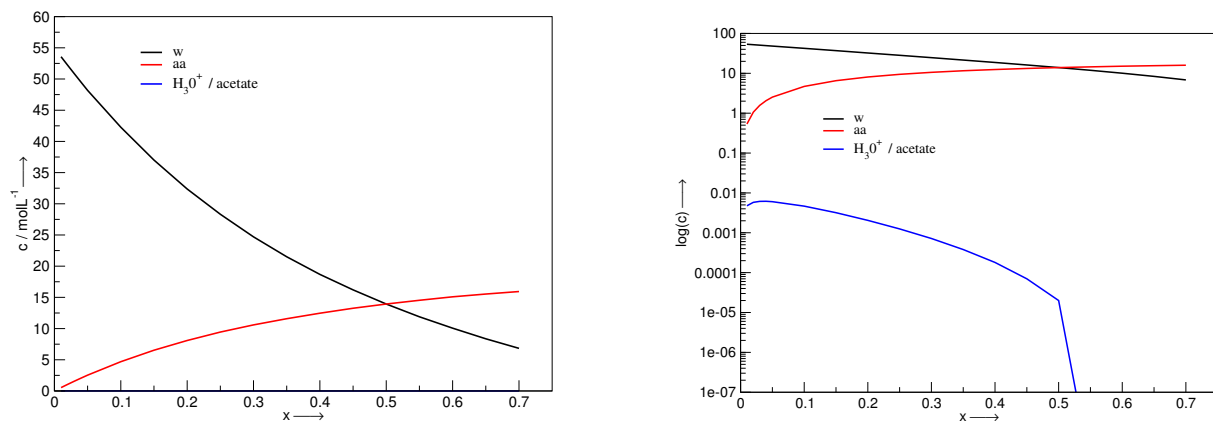 60
55
50
45
40
35
30
25
20
15
10
5
0
c / molL⁻¹ ⟶
w
aa
H₃0⁺ / acetate
0 0.1 0.2 0.3 0.4 0.5 0.6 0.7
x ⟶
100
10
1
0.1
0.01
0.001
0.0001
1e-05
1e-06
1e-07
log(c) ⟶
w
aa
H₃0⁺ / acetate
0 0.1 0.2 0.3 0.4 0.5 0.6 0.7
x ⟶